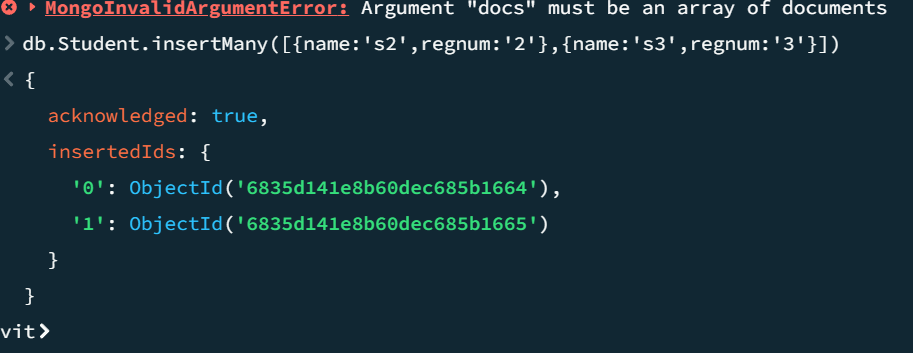 MongoInvalidArgumentError: Argument "docs" must be an array of documents
db.Student.insertMany([{name:'s2',regnum:'2'},{name:'s3',regnum:'3'}])
{
acknowledged: true,
insertedIds: {
'0': ObjectId('6835d141e8b60dec685b1664'),
'1': ObjectId('6835d141e8b60dec685b1665')
}
}
vit>